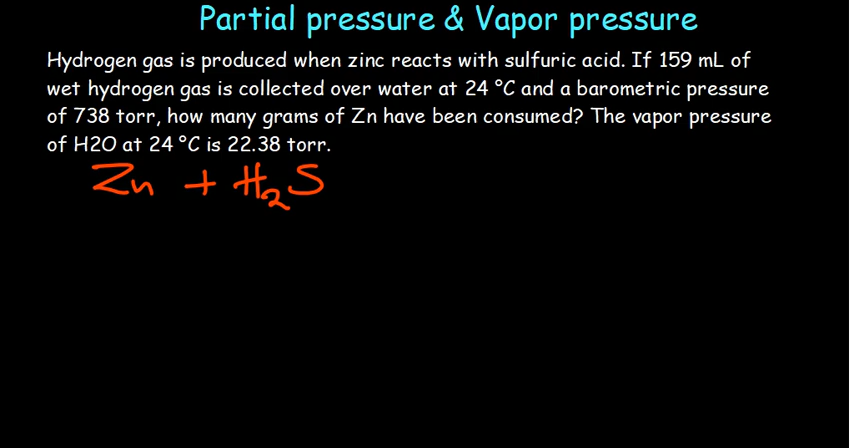 Partial pressure & Vapor pressure
Hydrogen gas is produced when zinc reacts with sulfuric acid. If 159 mL of
wet hydrogen gas is collected over water at 24 °C and a barometric pressure
of 738 torr, how many grams of Zn have been consumed? The vapor pressure
of H2O at 24 °C is 22.38 torr.
Zn + H₂S